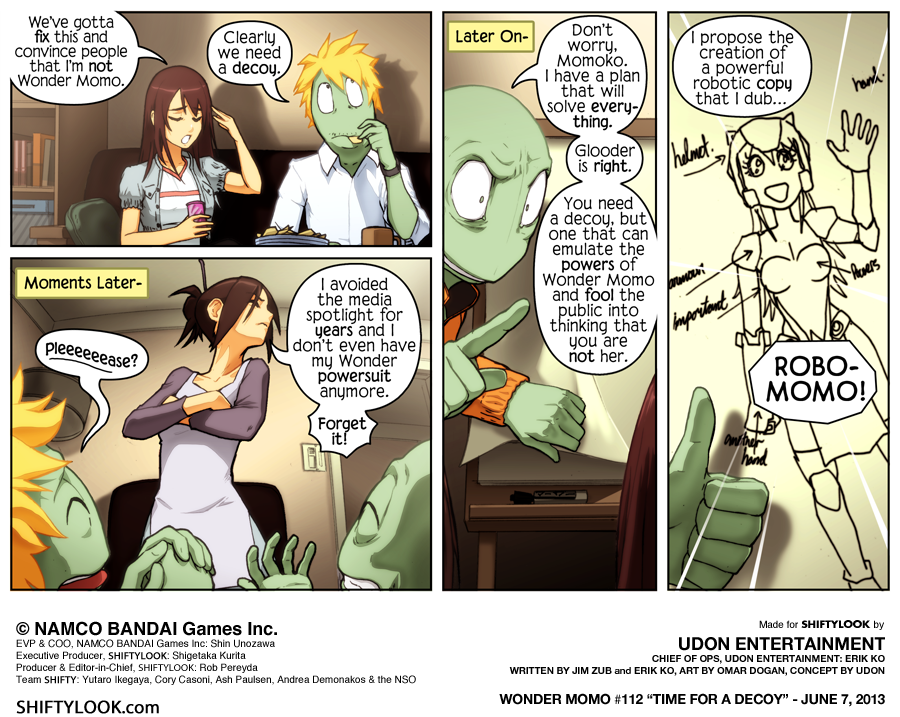 We've gotta
fix this and
convince people
that I'm not
Wonder Momo.
Clearly
we need
a decoy.
Moments Later-
Pleeeeeease?
I avoided
the media
spotlight for
years and I
don't even have
my Wonder
powersuit
anymore.
Forget
it!
Later On-
Don't
worry,
Momoko.
I have a plan
that will
solve every-
thing.
Glooder
is right.
You need
a decoy, but
one that can
emulate the
powers of
Wonder Momo
and fool the
public into
thinking that
you are
not her.
I propose the
creation of
a powerful
robotic copy
that I dub...
hand.
helmet.
armour
important
Powers
ROBO-
MOMO!
another
hand
© NAMCO BANDAI Games Inc.
EVP & COO, NAMCO BANDAI Games Inc: Shin Unozawa
Executive Producer, SHIFTYLOOK: Shigetaka Kurita
Producer & Editor-in-Chief, SHIFTYLOOK: Rob Pereyda
Team SHIFTY: Yutaro Ikegaya, Cory Casoni, Ash Paulsen, Andrea Demonakos & the NSO
SHIFTYLOOK.com
Made for SHIFTYLOOK by
UDON ENTERTAINMENT
CHIEF OF OPS, UDON ENTERTAINMENT: ERIK KO
WRITTEN BY JIM ZUB and ERIK KO, ART BY OMAR DOGAN, CONCEPT BY UDON
WONDER MOMO #112 "TIME FOR A DECOY" - JUNE 7, 2013